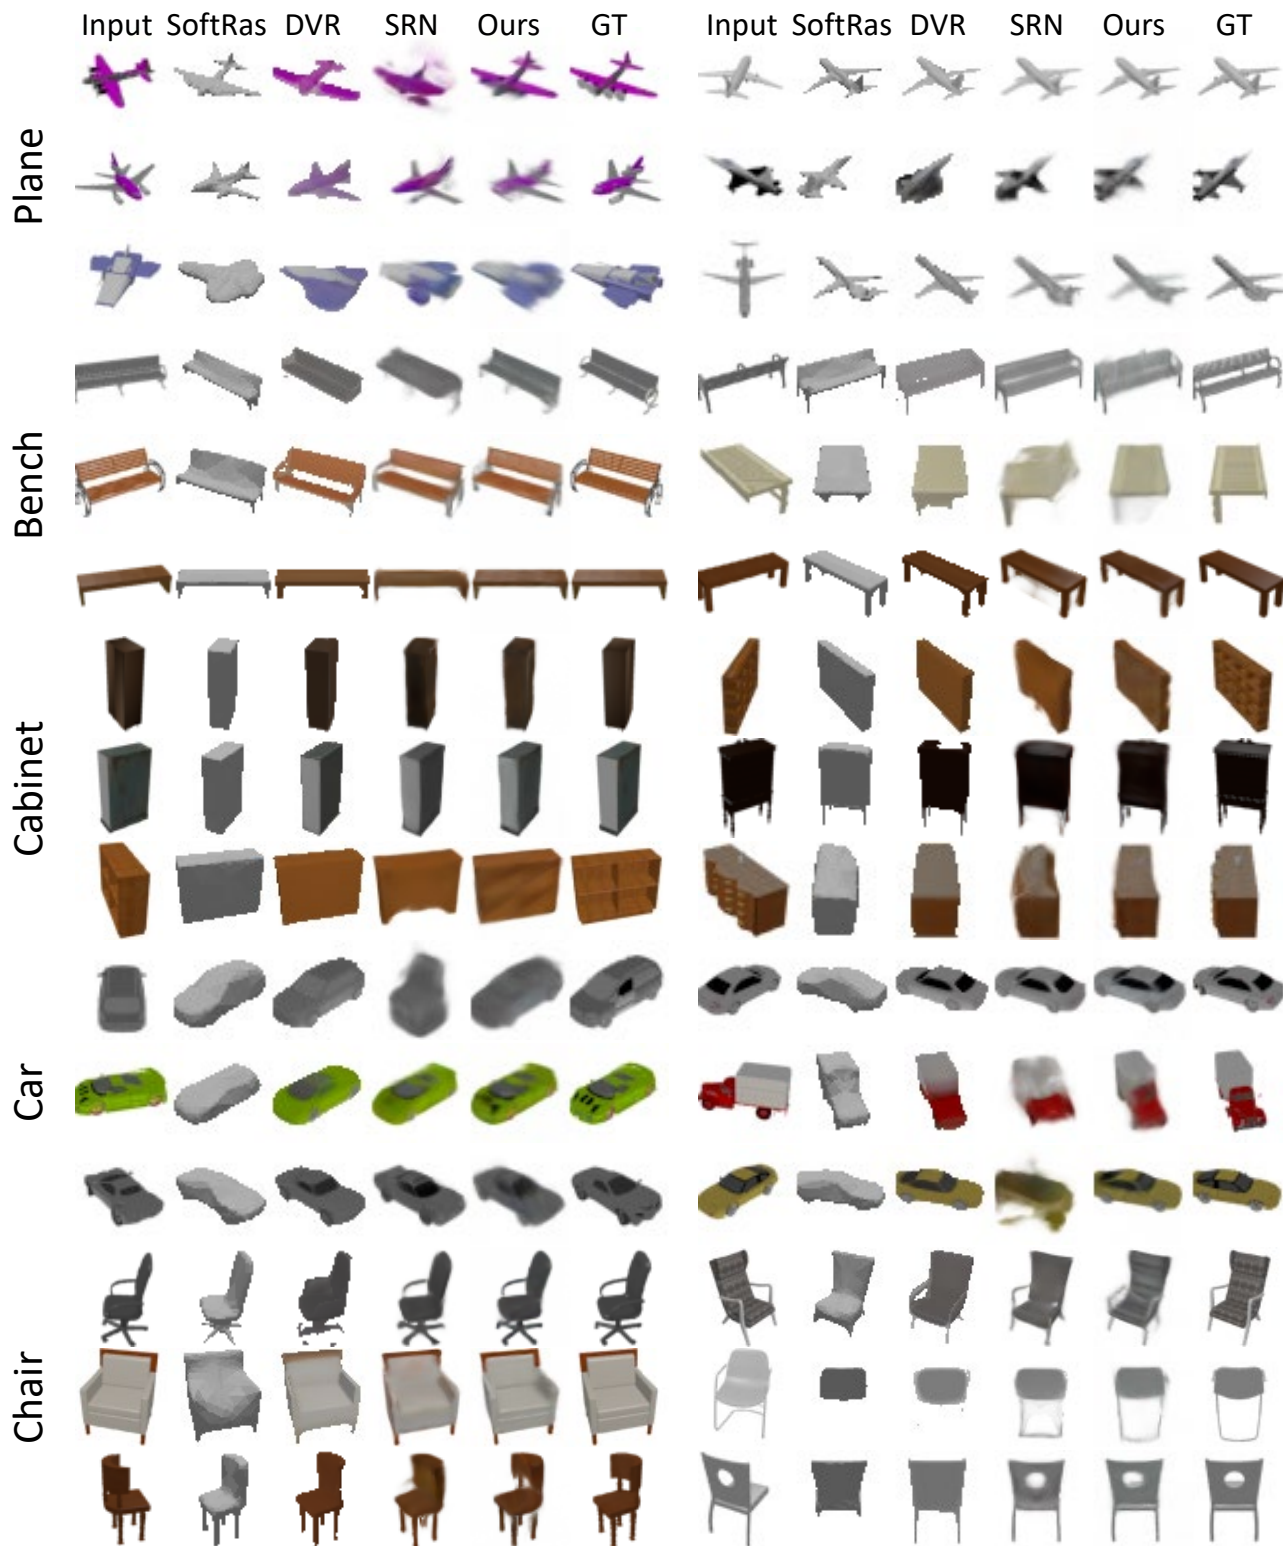 Input SoftRas DVR SRN Ours GT Input SoftRas DVR SRN Ours GT
Plane
Bench
Cabinet
Car
Chair